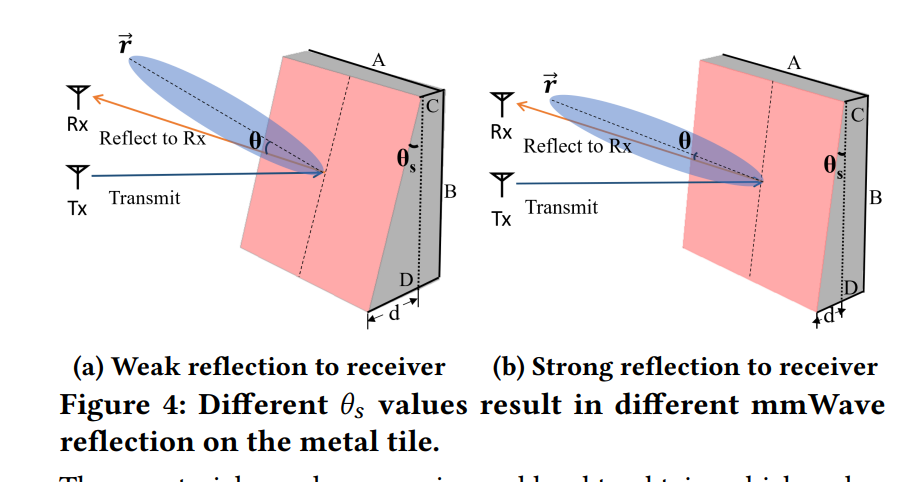 r⃗
A
Rx
C
Reflect to Rx
θ
θs
Tx
Transmit
B
D
d
r⃗
A
Rx
C
Reflect to Rx
θ
θs
Tx
Transmit
B
D
d
(a) Weak reflection to receiver
(b) Strong reflection to receiver
Figure 4: Different θs values result in different mmWave
reflection on the metal tile.